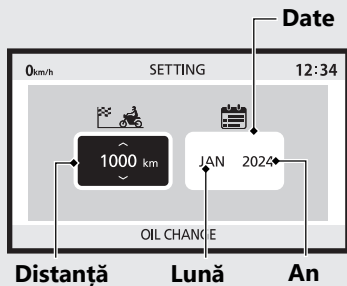 Date
0km/h SETTING 12:34
1000 km JAN 2024
OIL CHANGE
Distanță Lună An